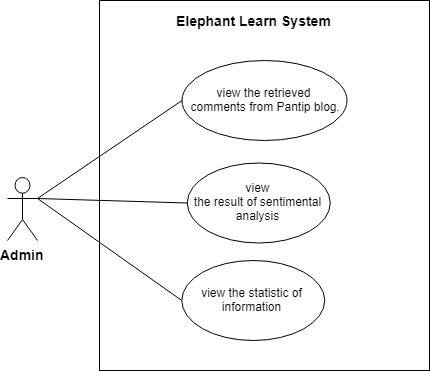 Elephant Learn System
view the retrieved
comments from Pantip blog.
view
the result of sentimental
analysis
Admin
view the statistic of
information